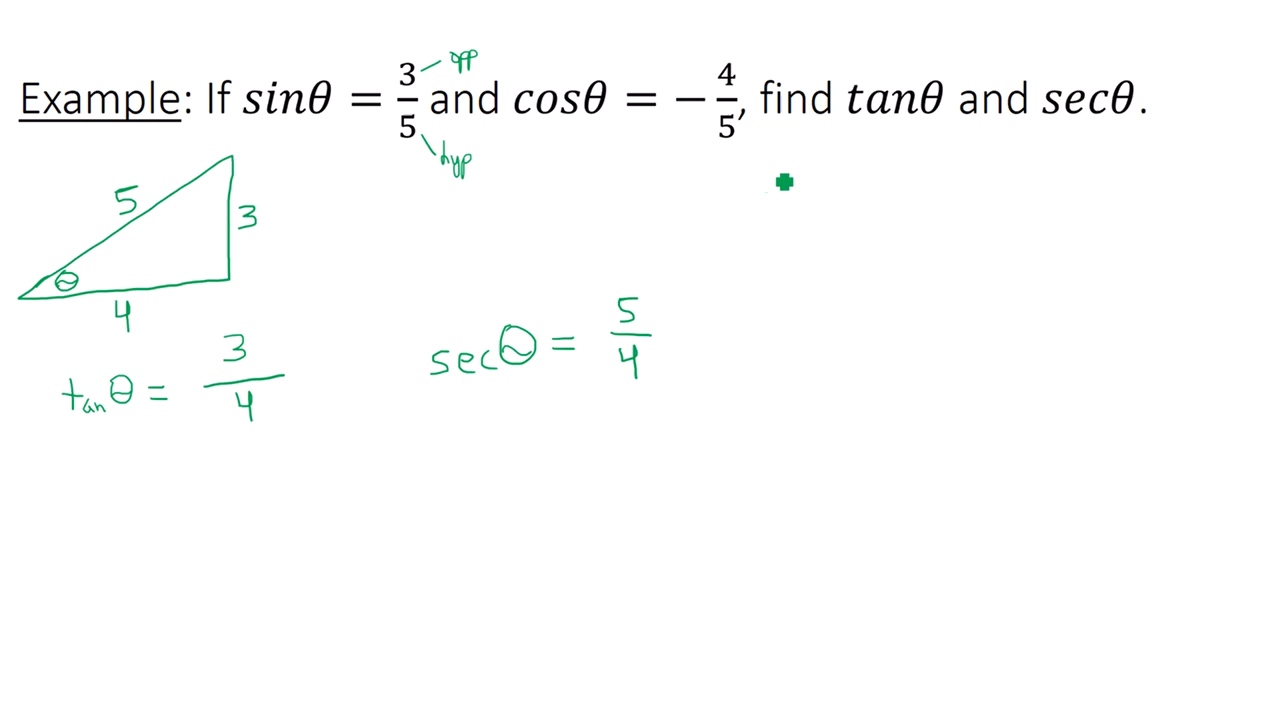 Example: If sinθ = 3/5 and cosθ = −4/5, find tanθ and secθ.
opp
hyp
5
3
θ
4
tanθ = 3/4
secθ = 5/4